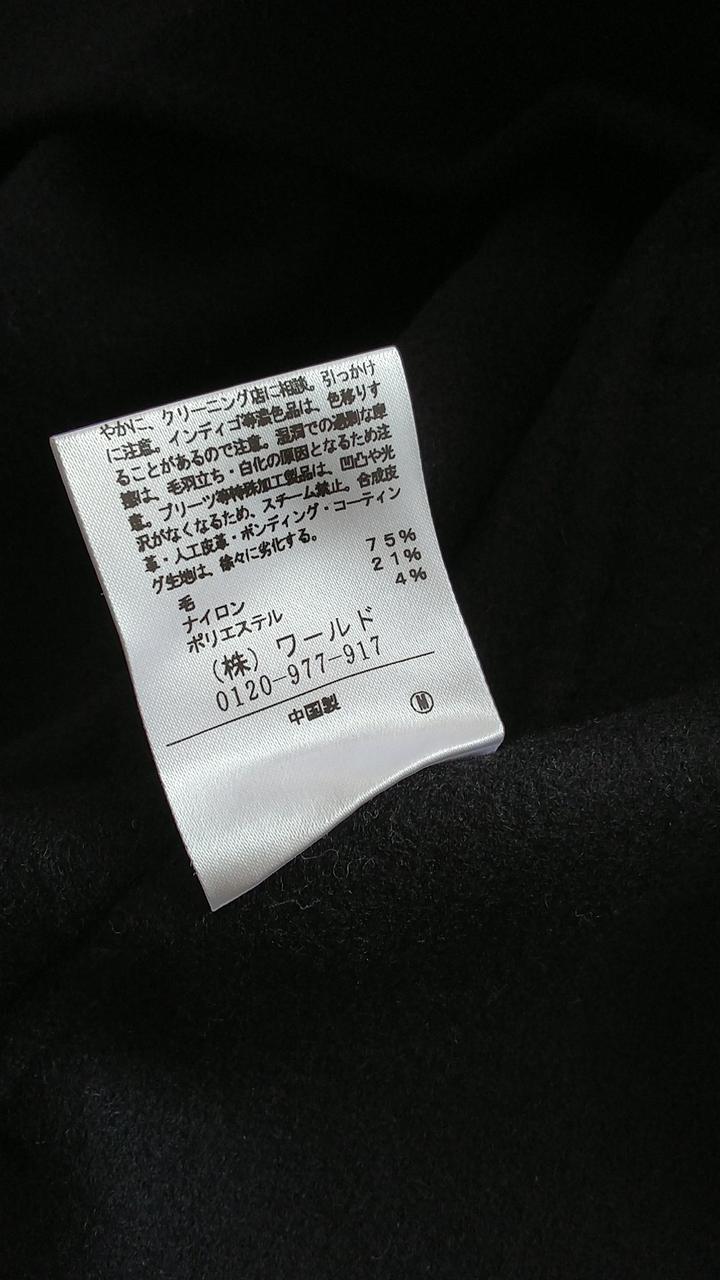 やかに、クリーニング店に相談。引っかけ
に注意。インディゴ等濃色品は、色移りす
ることがあるので注意。湿潤での過剰な摩
擦は、毛羽立ち・白化の原因となるため注
意。プリーツ等特殊加工製品は、凹凸や光
沢がなくなるため、スチーム禁止。合成皮
革・人工皮革・ボンディング・コーティン
グ生地は、徐々に劣化する。
毛 75%
ナイロン 21%
ポリエステル 4%
(株) ワールド
0120-977-917
中国製 Ⓜ